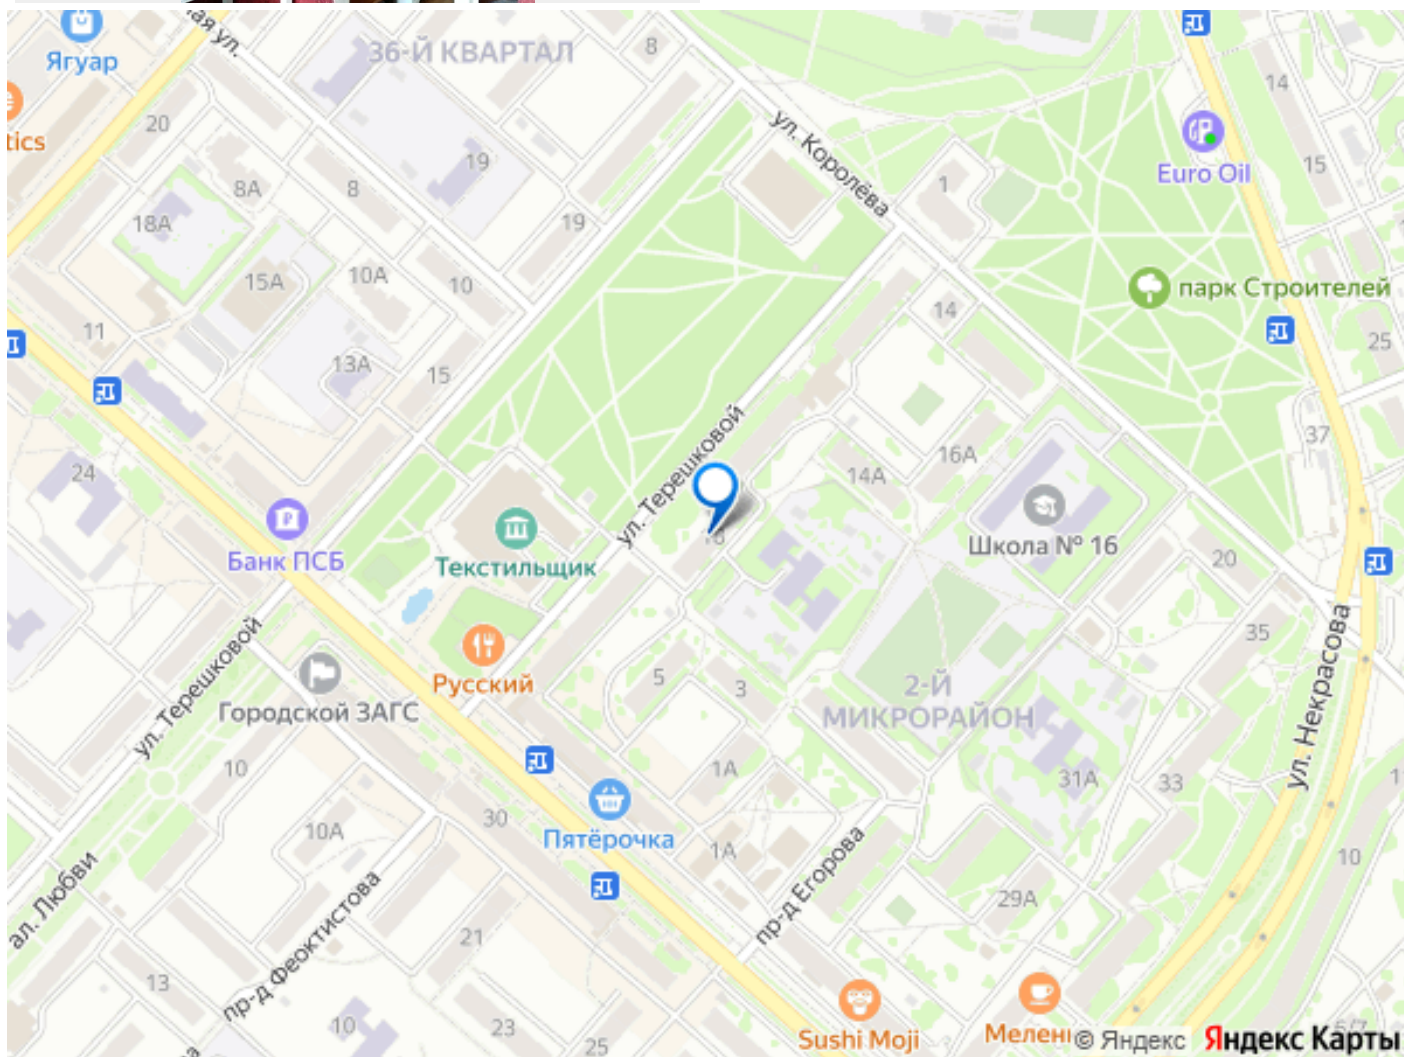 Ягуар
tics
20
18А
8А
8
36-Й КВАРТАЛ
8
19
19
15А
10А
10
11
13А
15
ул. Королёва
1
14
Euro Oil
15
парк Строителей
25
14
37
ул. Терешковой
14А
16А
Школа № 16
20
35
24
Банк ПСБ
Текстильщик
Русский
Городской ЗАГС
ул. Терешковой
5
3
2-Й
МИКРОРАЙОН
ул. Некрасова
10
10А
30
Пятёрочка
1А
1А
31А
33
10
ал. Любви
пр-д Феоктистова
пр-д Егорова
29А
13
21
10
23
25
Sushi Moji
Мелен
© Яндекс
Яндекс Карты